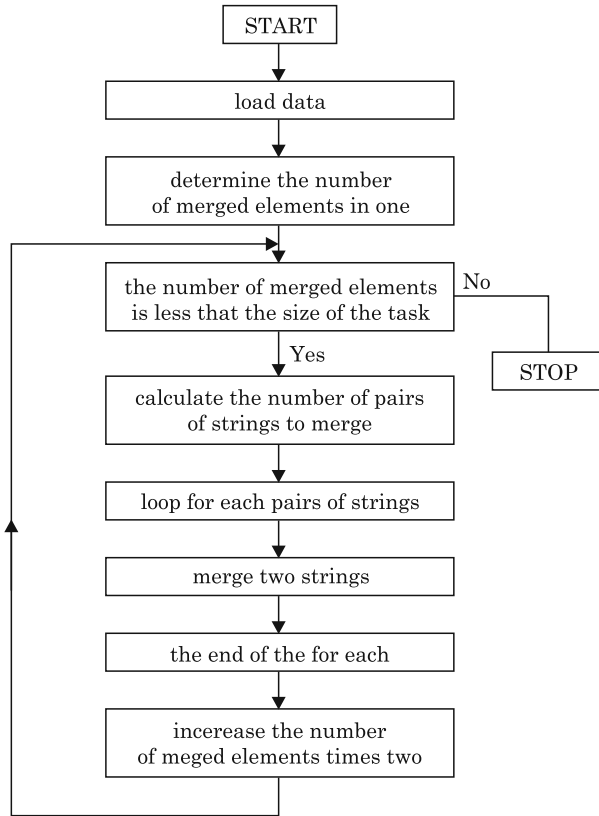 START
load data
determine the number
of merged elements in one
the number of merged elements
is less that the size of the task
No
STOP
Yes
calculate the number of pairs
of strings to merge
loop for each pairs of strings
merge two strings
the end of the for each
incerease the number
of meged elements times two